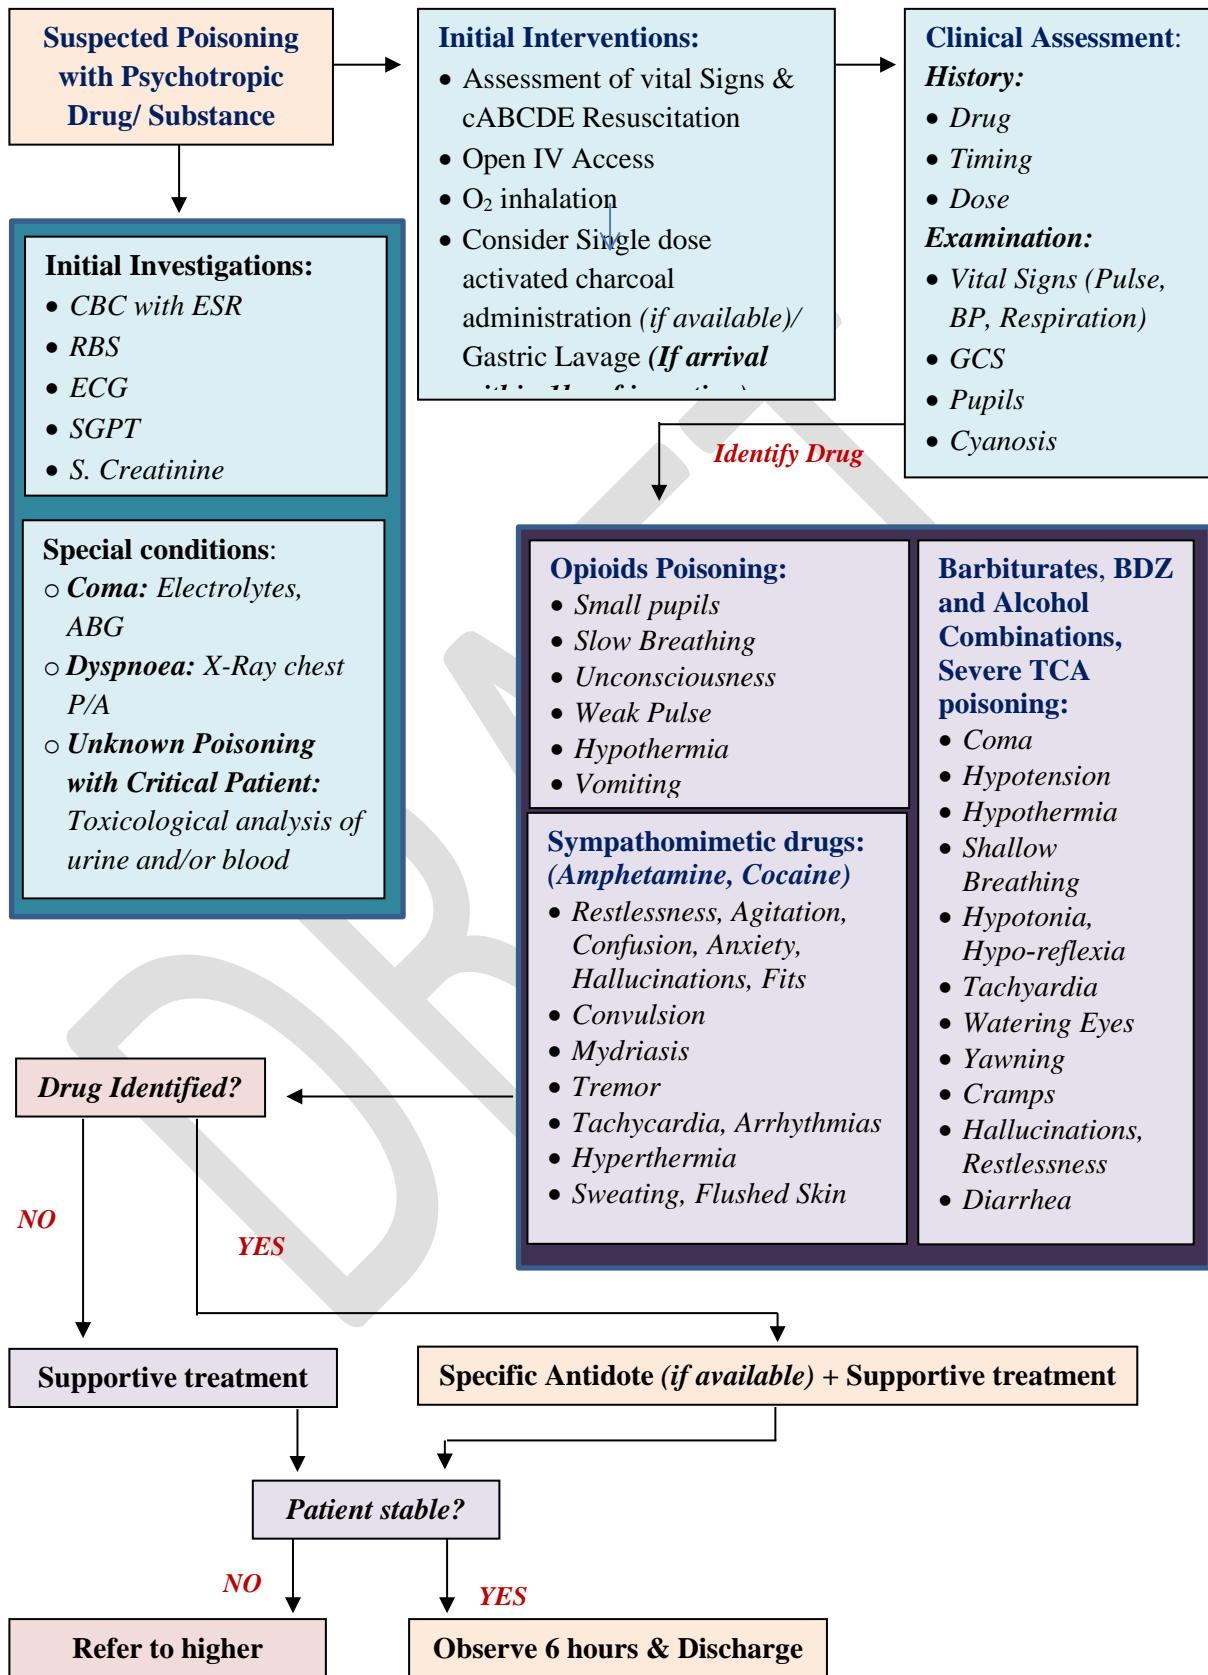 Suspected Poisoning
with Psychotropic
Drug/ Substance
Initial Interventions:
• Assessment of vital Signs &
cABCDE Resuscitation
• Open IV Access
• O₂ inhalation
• Consider Single dose
activated charcoal
administration (if available)/
Gastric Lavage (If arrival
Clinical Assessment:
History:
• Drug
• Timing
• Dose
Examination:
• Vital Signs (Pulse,
BP, Respiration)
• GCS
• Pupils
• Cyanosis
Initial Investigations:
• CBC with ESR
• RBS
• ECG
• SGPT
• S. Creatinine
Special conditions:
o Coma: Electrolytes,
ABG
o Dyspnoea: X-Ray chest
P/A
o Unknown Poisoning
with Critical Patient:
Toxicological analysis of
urine and/or blood
Identify Drug
Opioids Poisoning:
• Small pupils
• Slow Breathing
• Unconsciousness
• Weak Pulse
• Hypothermia
• Vomiting
Sympathomimetic drugs:
(Amphetamine, Cocaine)
• Restlessness, Agitation,
Confusion, Anxiety,
Hallucinations, Fits
• Convulsion
• Mydriasis
• Tremor
• Tachycardia, Arrhythmias
• Hyperthermia
• Sweating, Flushed Skin
Barbiturates, BDZ
and Alcohol
Combinations,
Severe TCA
poisoning:
• Coma
• Hypotension
• Hypothermia
• Shallow
Breathing
• Hypotonia,
Hypo-reflexia
• Tachyardia
• Watering Eyes
• Yawning
• Cramps
• Hallucinations,
Restlessness
• Diarrhea
Drug Identified?
NO
YES
Supportive treatment
Specific Antidote (if available) + Supportive treatment
Patient stable?
NO
YES
Refer to higher
Observe 6 hours & Discharge
DRAFT